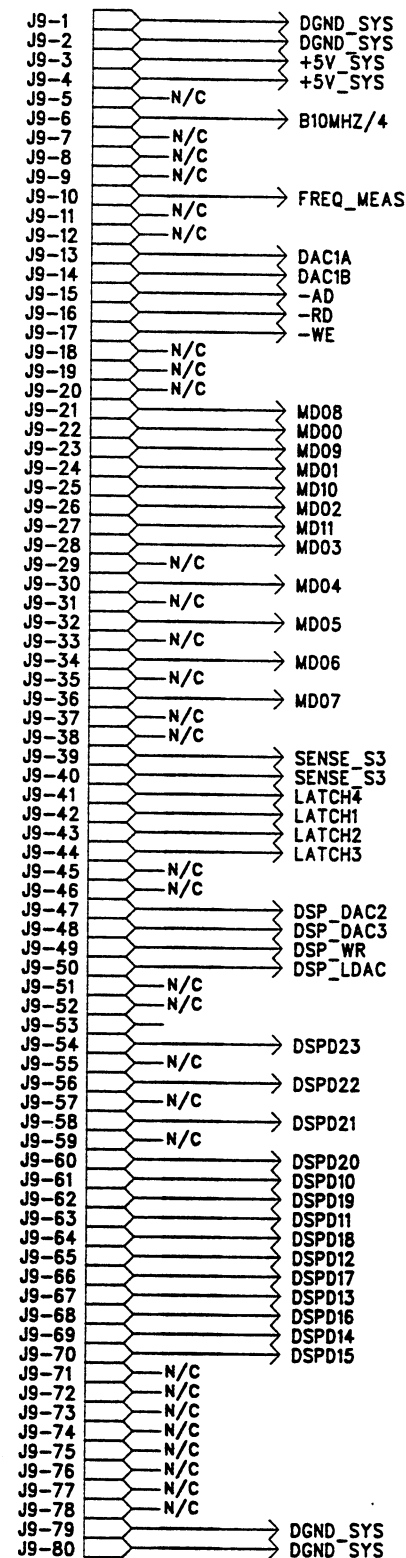 J9-1 DGND_SYS
J9-2 DGND_SYS
J9-3 +5V_SYS
J9-4 +5V_SYS
J9-5 N/C
J9-6 B10MHZ/4
J9-7 N/C
J9-8 N/C
J9-9 N/C
J9-10 FREQ_MEAS
J9-11 N/C
J9-12 N/C
J9-13 DAC1A
J9-14 DAC1B
J9-15 -AD
J9-16 -RD
J9-17 -WE
J9-18 N/C
J9-19 N/C
J9-20 N/C
J9-21 MD08
J9-22 MD00
J9-23 MD09
J9-24 MD01
J9-25 MD10
J9-26 MD02
J9-27 MD11
J9-28 MD03
J9-29 N/C
J9-30 MD04
J9-31 N/C
J9-32 MD05
J9-33 N/C
J9-34 MD06
J9-35 N/C
J9-36 MD07
J9-37 N/C
J9-38 N/C
J9-39 SENSE_S3
J9-40 SENSE_S3
J9-41 LATCH4
J9-42 LATCH1
J9-43 LATCH2
J9-44 LATCH3
J9-45 N/C
J9-46 N/C
J9-47 DSP_DAC2
J9-48 DSP_DAC3
J9-49 DSP_WR
J9-50 DSP_LDAC
J9-51 N/C
J9-52 N/C
J9-53
J9-54 DSPD23
J9-55 N/C
J9-56 DSPD22
J9-57 N/C
J9-58 DSPD21
J9-59 N/C
J9-60 DSPD20
J9-61 DSPD10
J9-62 DSPD19
J9-63 DSPD11
J9-64 DSPD18
J9-65 DSPD12
J9-66 DSPD17
J9-67 DSPD13
J9-68 DSPD16
J9-69 DSPD14
J9-70 DSPD15
J9-71 N/C
J9-72 N/C
J9-73 N/C
J9-74 N/C
J9-75 N/C
J9-76 N/C
J9-77 N/C
J9-78 N/C
J9-79 DGND_SYS
J9-80 DGND_SYS